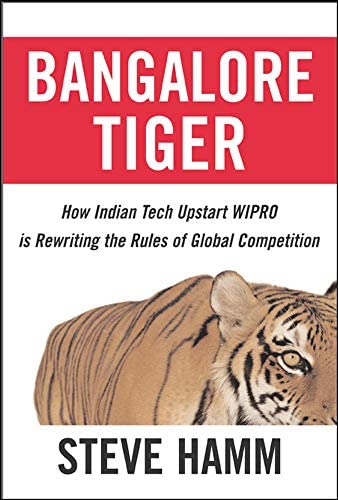 BANGALORE
TIGER
How Indian Tech Upstart WIPRO
is Rewriting the Rules of Global Competition
STEVE HAMM